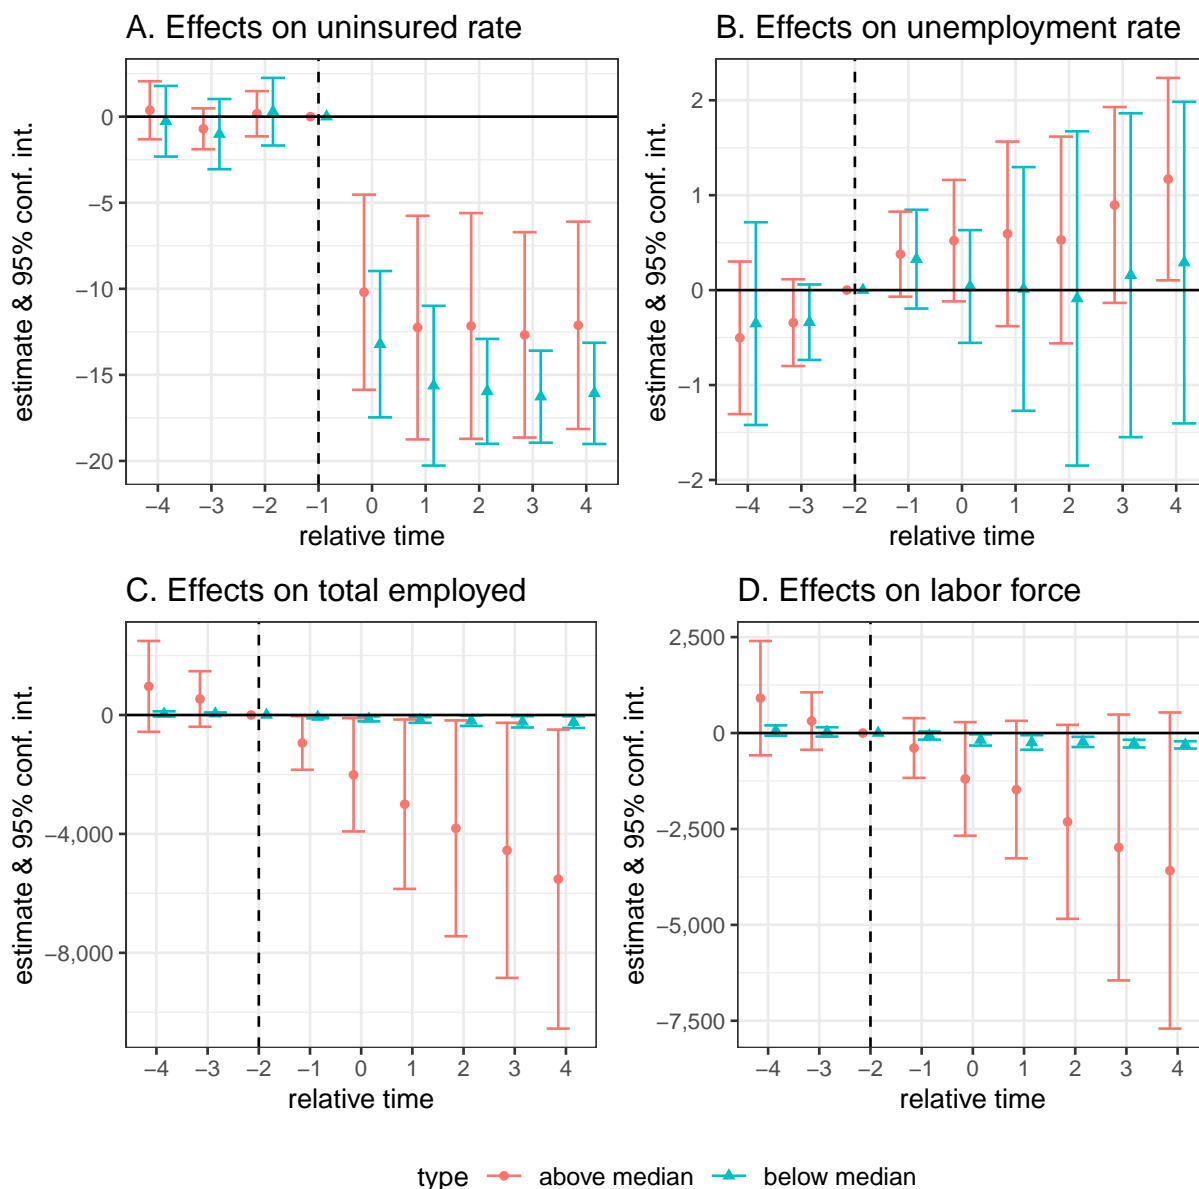 A. Effects on uninsured rate
estimate & 95% conf. int.
0
−5
−10
−15
−20
−4 −3 −2 −1 0 1 2 3 4
relative time
B. Effects on unemployment rate
estimate & 95% conf. int.
2
1
0
−1
−2
−4 −3 −2 −1 0 1 2 3 4
relative time
C. Effects on total employed
estimate & 95% conf. int.
0
−4,000
−8,000
−4 −3 −2 −1 0 1 2 3 4
relative time
D. Effects on labor force
estimate & 95% conf. int.
2,500
0
−2,500
−5,000
−7,500
−4 −3 −2 −1 0 1 2 3 4
relative time
type above median below median